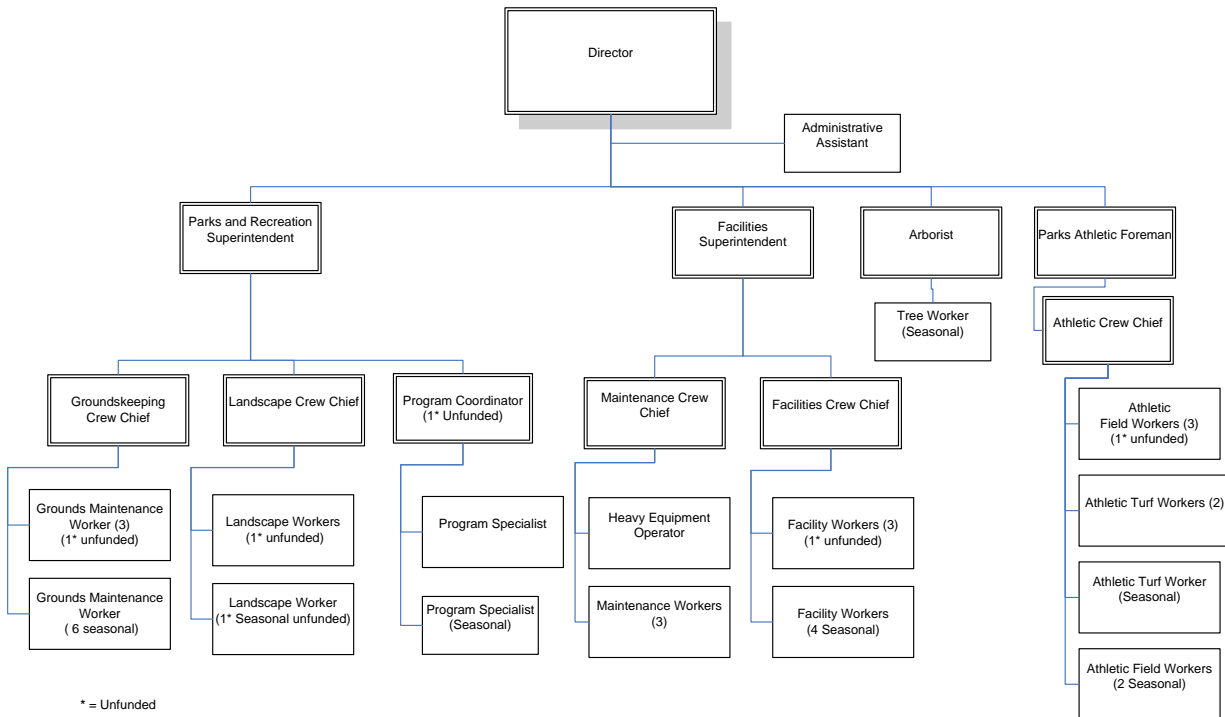 Director
Administrative
Assistant
Parks and Recreation
Superintendent
Facilities
Superintendent
Arborist
Parks Athletic Foreman
Tree Worker
(Seasonal)
Athletic Crew Chief
Groundskeeping
Crew Chief
Landscape Crew Chief
Program Coordinator
(1* Unfunded)
Maintenance Crew
Chief
Facilities Crew Chief
Athletic
Field Workers (3)
(1* unfunded)
Grounds Maintenance
Worker (3)
(1* unfunded)
Landscape Workers
(1* unfunded)
Program Specialist
Heavy Equipment
Operator
Facility Workers (3)
(1* unfunded)
Athletic Turf Workers (2)
Grounds Maintenance
Worker
( 6 seasonal)
Landscape Worker
(1* Seasonal unfunded)
Program Specialist
(Seasonal)
Maintenance Workers
(3)
Facility Workers
(4 Seasonal)
Athletic Turf Worker
(Seasonal)
Athletic Field Workers
(2 Seasonal)
* = Unfunded